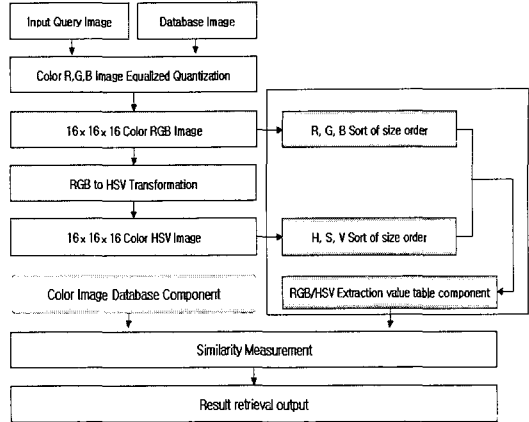 Input Query Image
Database Image
Color R,G,B Image Equalized Quantization
16 x 16 x 16 Color RGB Image
R, G, B Sort of size order
RGB to HSV Transformation
16 x 16 x 16 Color HSV Image
H, S, V Sort of size order
Color Image Database Component
RGB/HSV Extraction value table component
Similarity Measurement
Result retrieval output